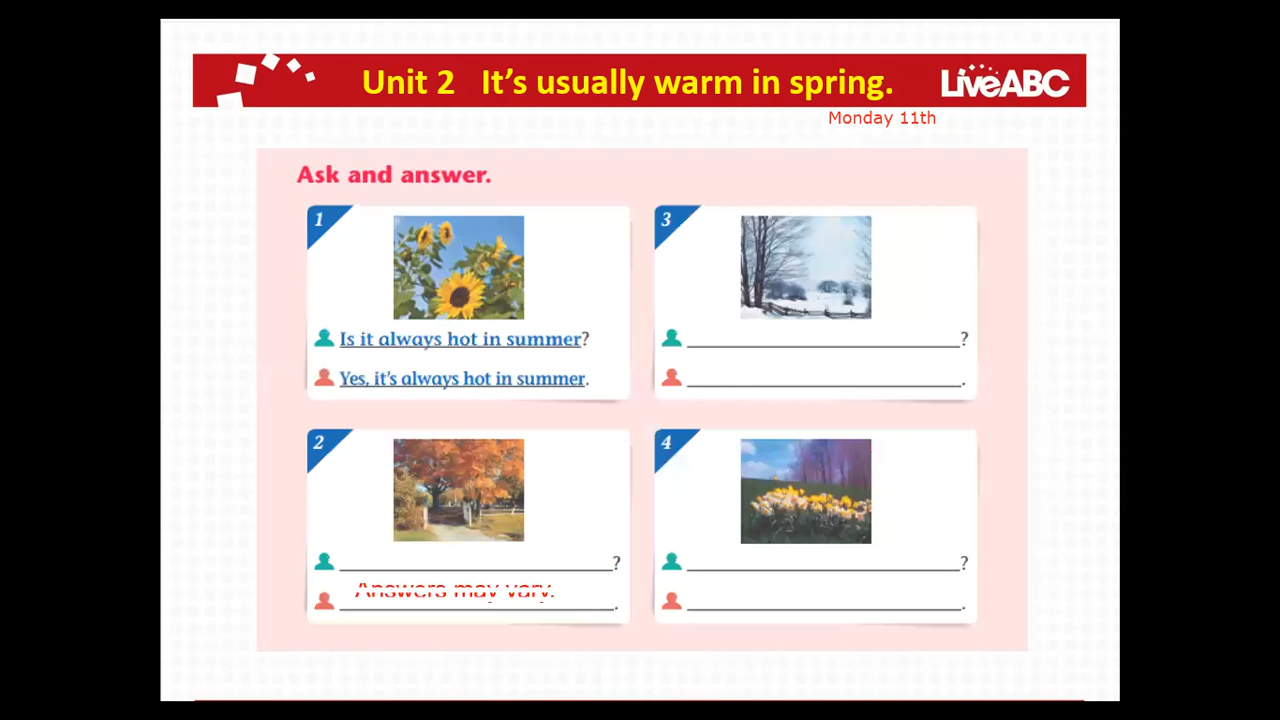 Unit 2 It's usually warm in spring.
LiveABC
Monday 11th
Ask and answer.
1
Is it always hot in summer?
Yes, it's always hot in summer.
2
?
Answers may vary.
.
3
?
.
4
?
.